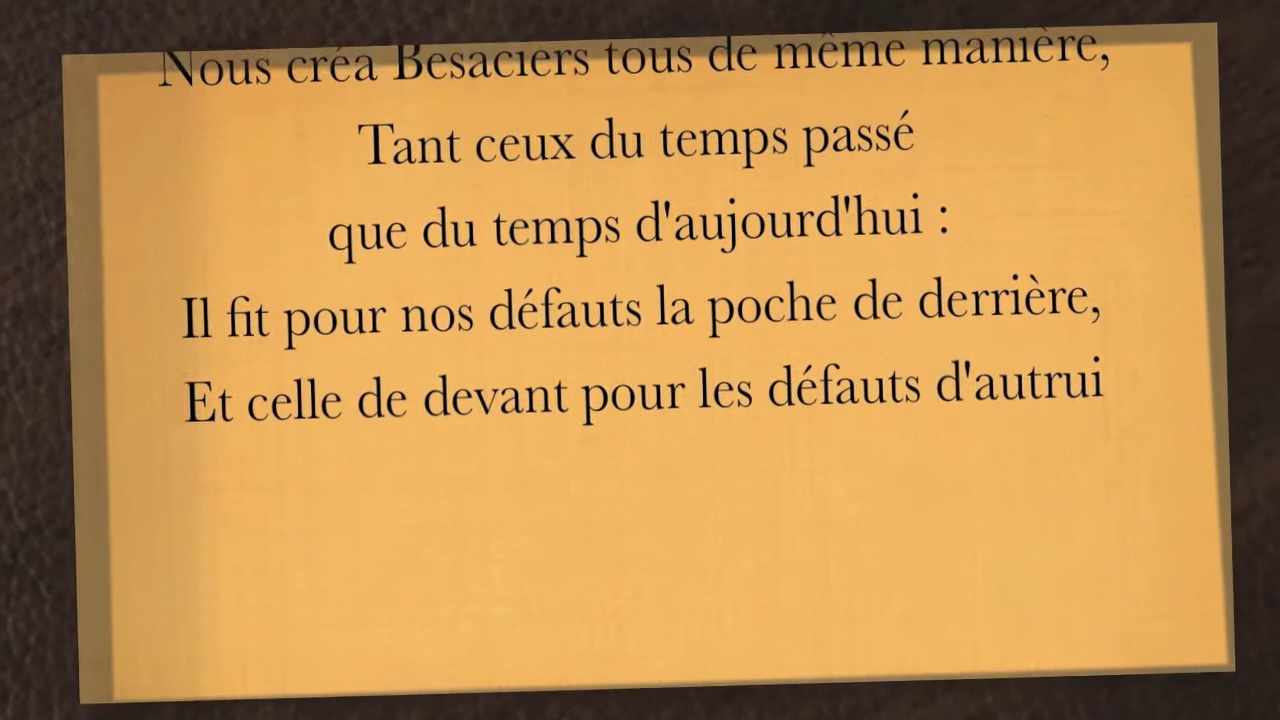 Nous créa Besaciers tous de même manière,
Tant ceux du temps passé
que du temps d'aujourd'hui :
Il fit pour nos défauts la poche de derrière,
Et celle de devant pour les défauts d'autrui